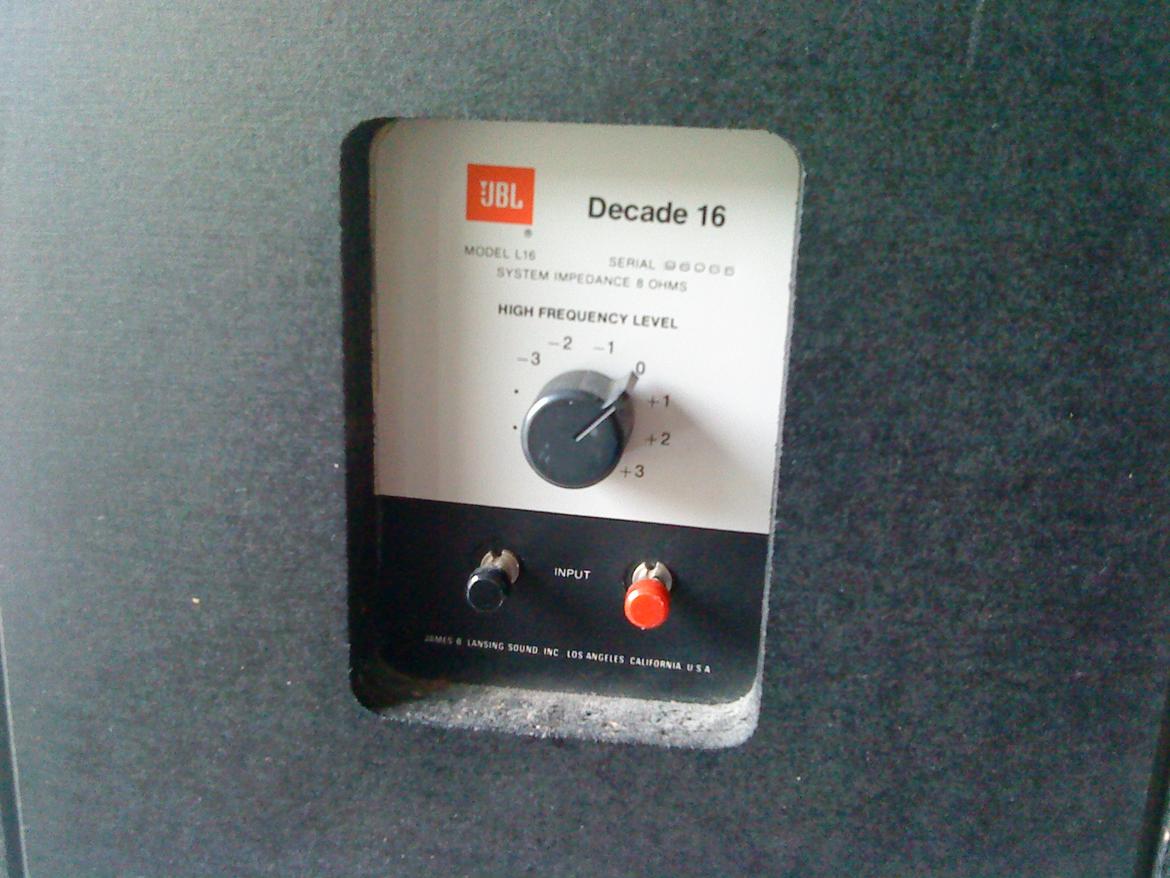 JBL
®
Decade 16
MODEL L16 SERIAL
SYSTEM IMPEDANCE 8 OHMS
HIGH FREQUENCY LEVEL
-3 -2 -1 0 +1 +2 +3
INPUT
JAMES B. LANSING SOUND, INC., LOS ANGELES, CALIFORNIA, U.S.A.